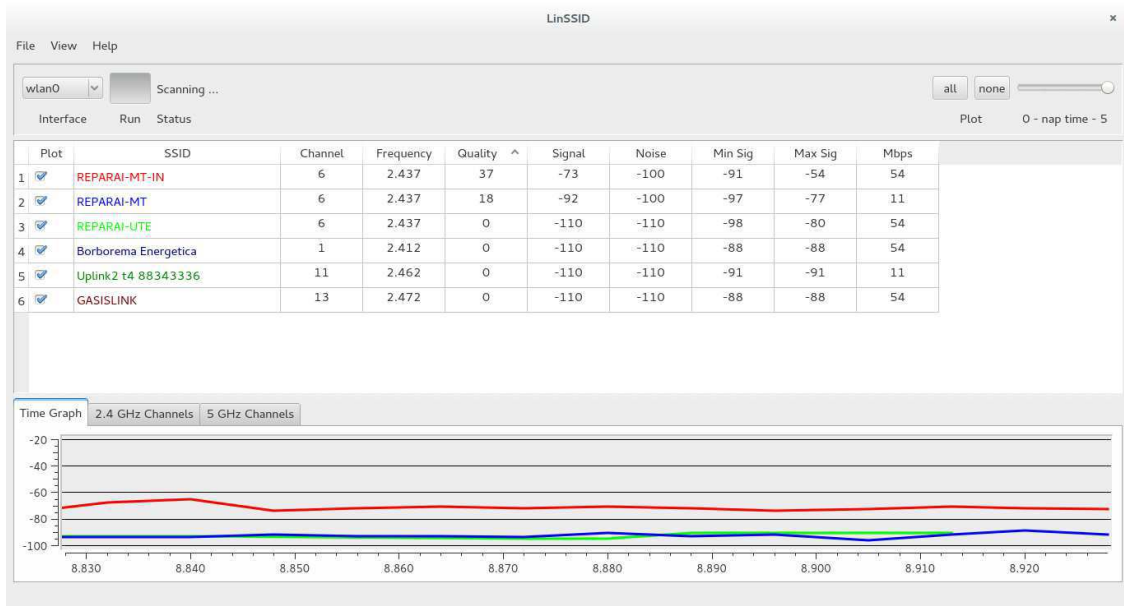 LinSSID
File View Help
wlan0 Scanning ... all none
Interface Run Status Plot 0 - nap time - 5
Plot SSID Channel Frequency Quality Signal Noise Min Sig Max Sig Mbps
1 REPARAI-MT-IN 6 2.437 37 -73 -100 -91 -54 54
2 REPARAI-MT 6 2.437 18 -92 -100 -97 -77 11
3 REPARAI-UTE 6 2.437 0 -110 -110 -98 -80 54
4 Borborema Energetica 1 2.412 0 -110 -110 -88 -88 54
5 Uplink2 t4 88343336 11 2.462 0 -110 -110 -91 -91 11
6 GASISLINK 13 2.472 0 -110 -110 -88 -88 54
Time Graph 2.4 GHz Channels 5 GHz Channels
-20
-40
-60
-80
-100
8.830 8.840 8.850 8.860 8.870 8.880 8.890 8.900 8.910 8.920